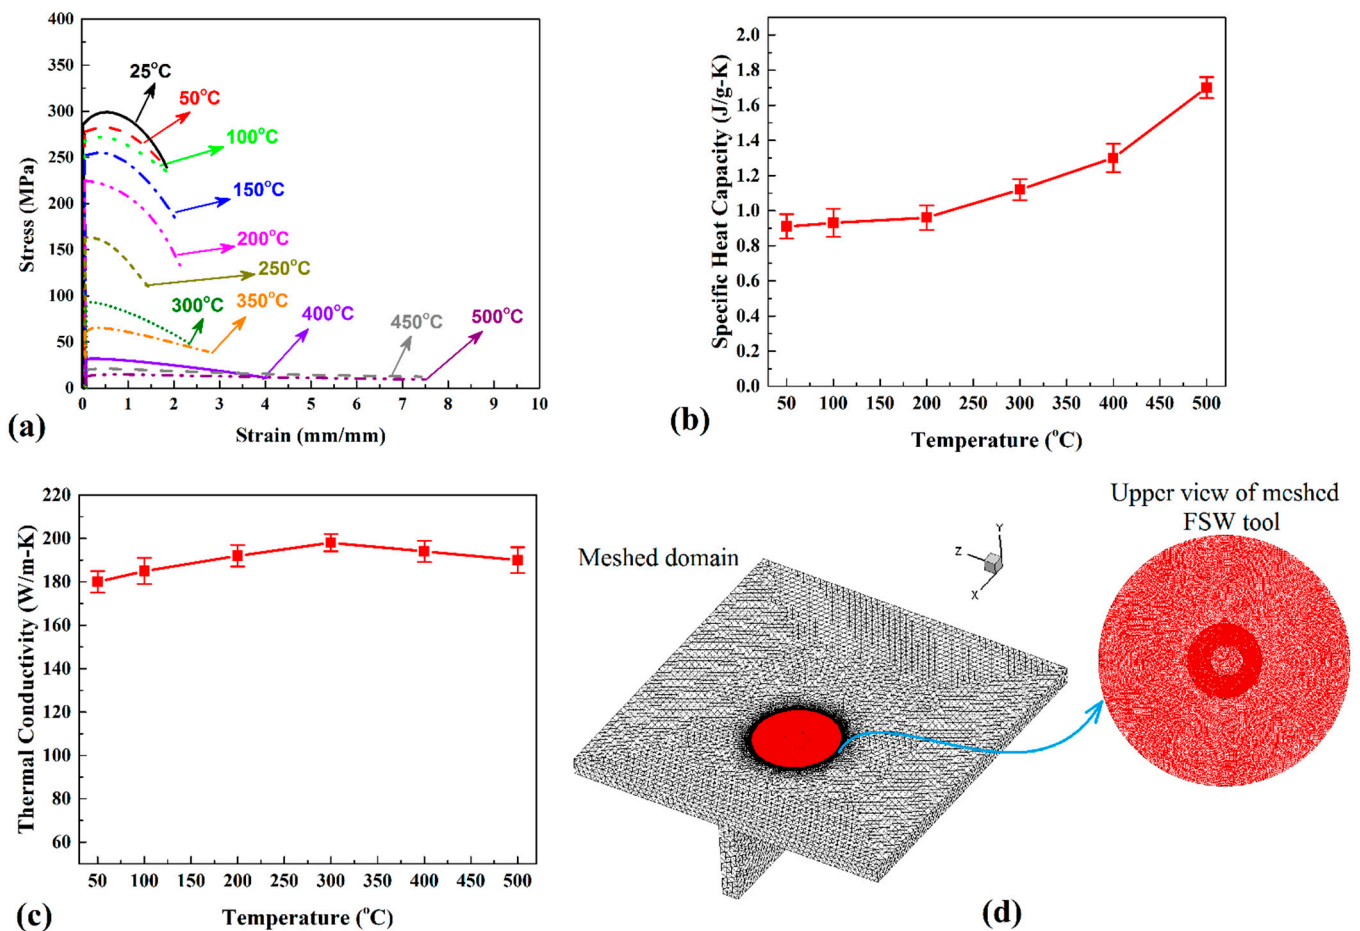 400
350
300
250
200
150
100
50
0
0 1 2 3 4 5 6 7 8 9 10
Stress (MPa)
Strain (mm/mm)
25°C
50°C
100°C
150°C
200°C
250°C
300°C
350°C
400°C
450°C
500°C
(a)
2.0
1.8
1.6
1.4
1.2
1.0
0.8
0.6
0.4
0.2
0.0
50 100 150 200 250 300 350 400 450 500
Specific Heat Capacity (J/g-K)
Temperature (°C)
(b)
220
200
180
160
140
120
100
80
60
50 100 150 200 250 300 350 400 450 500
Thermal Conductivity (W/m-K)
Temperature (°C)
(c)
Upper view of meshed
FSW tool
Meshed domain
Y
Z
X
(d)